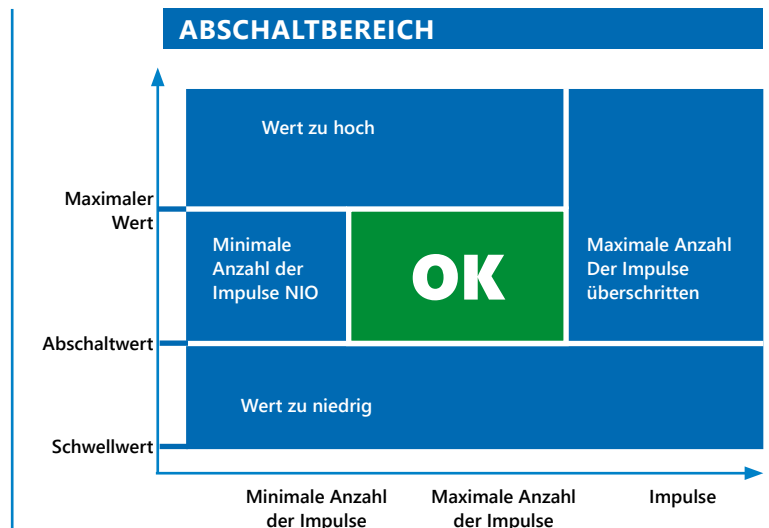 ABSCHALTBEREICH
Wert zu hoch
Maximaler
Wert
Minimale
Anzahl der
Impulse NIO
OK
Maximale Anzahl
Der Impulse
überschritten
Abschaltwert
Wert zu niedrig
Schwellwert
Minimale Anzahl
der Impulse
Maximale Anzahl
der Impulse
Impulse